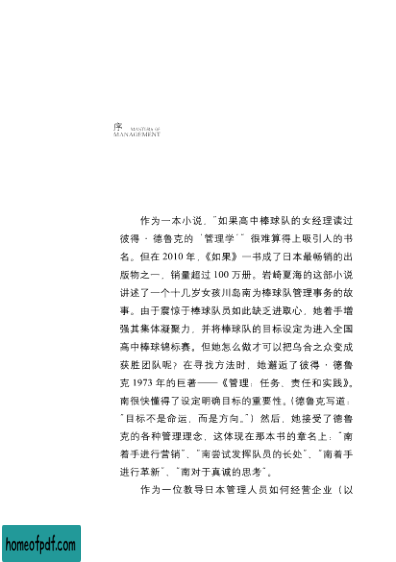 序 MASTERS OF
MANAGEMENT
作为一本小说，“如果高中棒球队的女经理读过
彼得·德鲁克的‘管理学’”很难算得上吸引人的书
名。但在 2010 年，《如果》一书成了日本最畅销的出
版物之一，销量超过 100 万册。岩崎夏海的这部小说
讲述了一个十几岁女孩川岛南为棒球队管理事务的故
事。由于震惊于棒球队员如此缺乏进取心，她着手增
强其集体凝聚力，并将棒球队的目标设定为进入全国
高中棒球锦标赛。但她怎么做才可以把乌合之众变成
获胜团队呢？在寻找方法时，她邂逅了彼得·德鲁
克 1973 年的巨著——《管理：任务、责任和实践》。
南很快懂得了设定明确目标的重要性。（德鲁克写道：
“目标不是命运，而是方向。”）然后，她接受了德鲁
克的各种管理理念，这体现在那本书的章名上：“南
着手进行营销”、“南尝试发挥队员的长处”、“南着手
进行革新”、“南对于真诚的思考”。
作为一位教导日本管理人员如何经营企业（以
homeofpdf.com